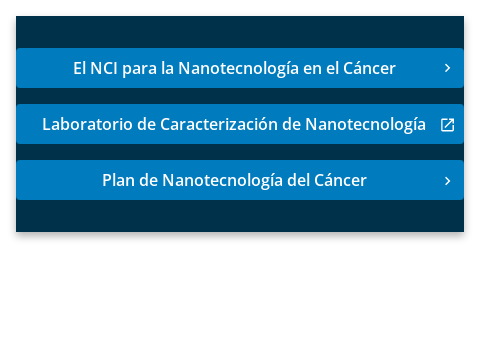 El NCI para la Nanotecnología en el Cáncer
Laboratorio de Caracterización de Nanotecnología
Plan de Nanotecnología del Cáncer